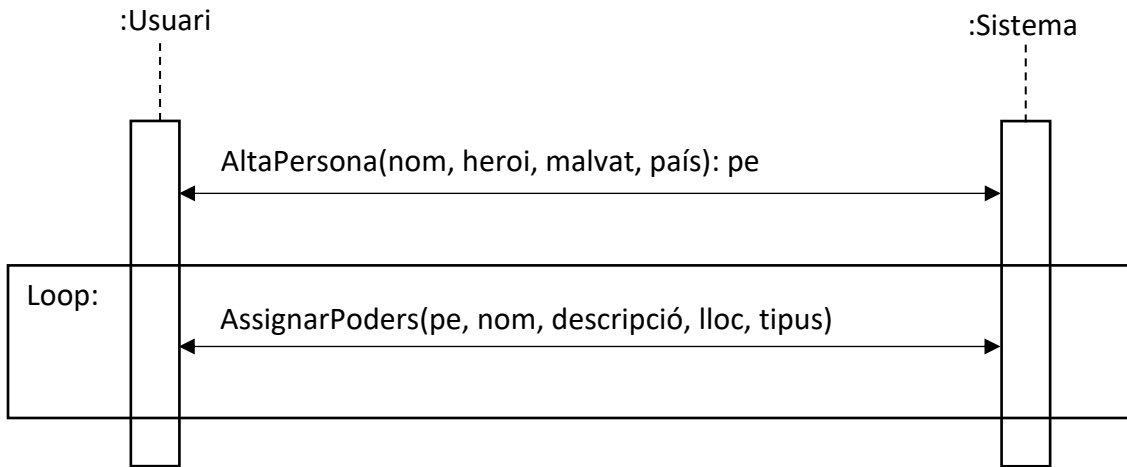 :Usuari
:Sistema
AltaPersona(nom, heroi, malvat, país): pe
Loop:
AssignarPoders(pe, nom, descripció, lloc, tipus)